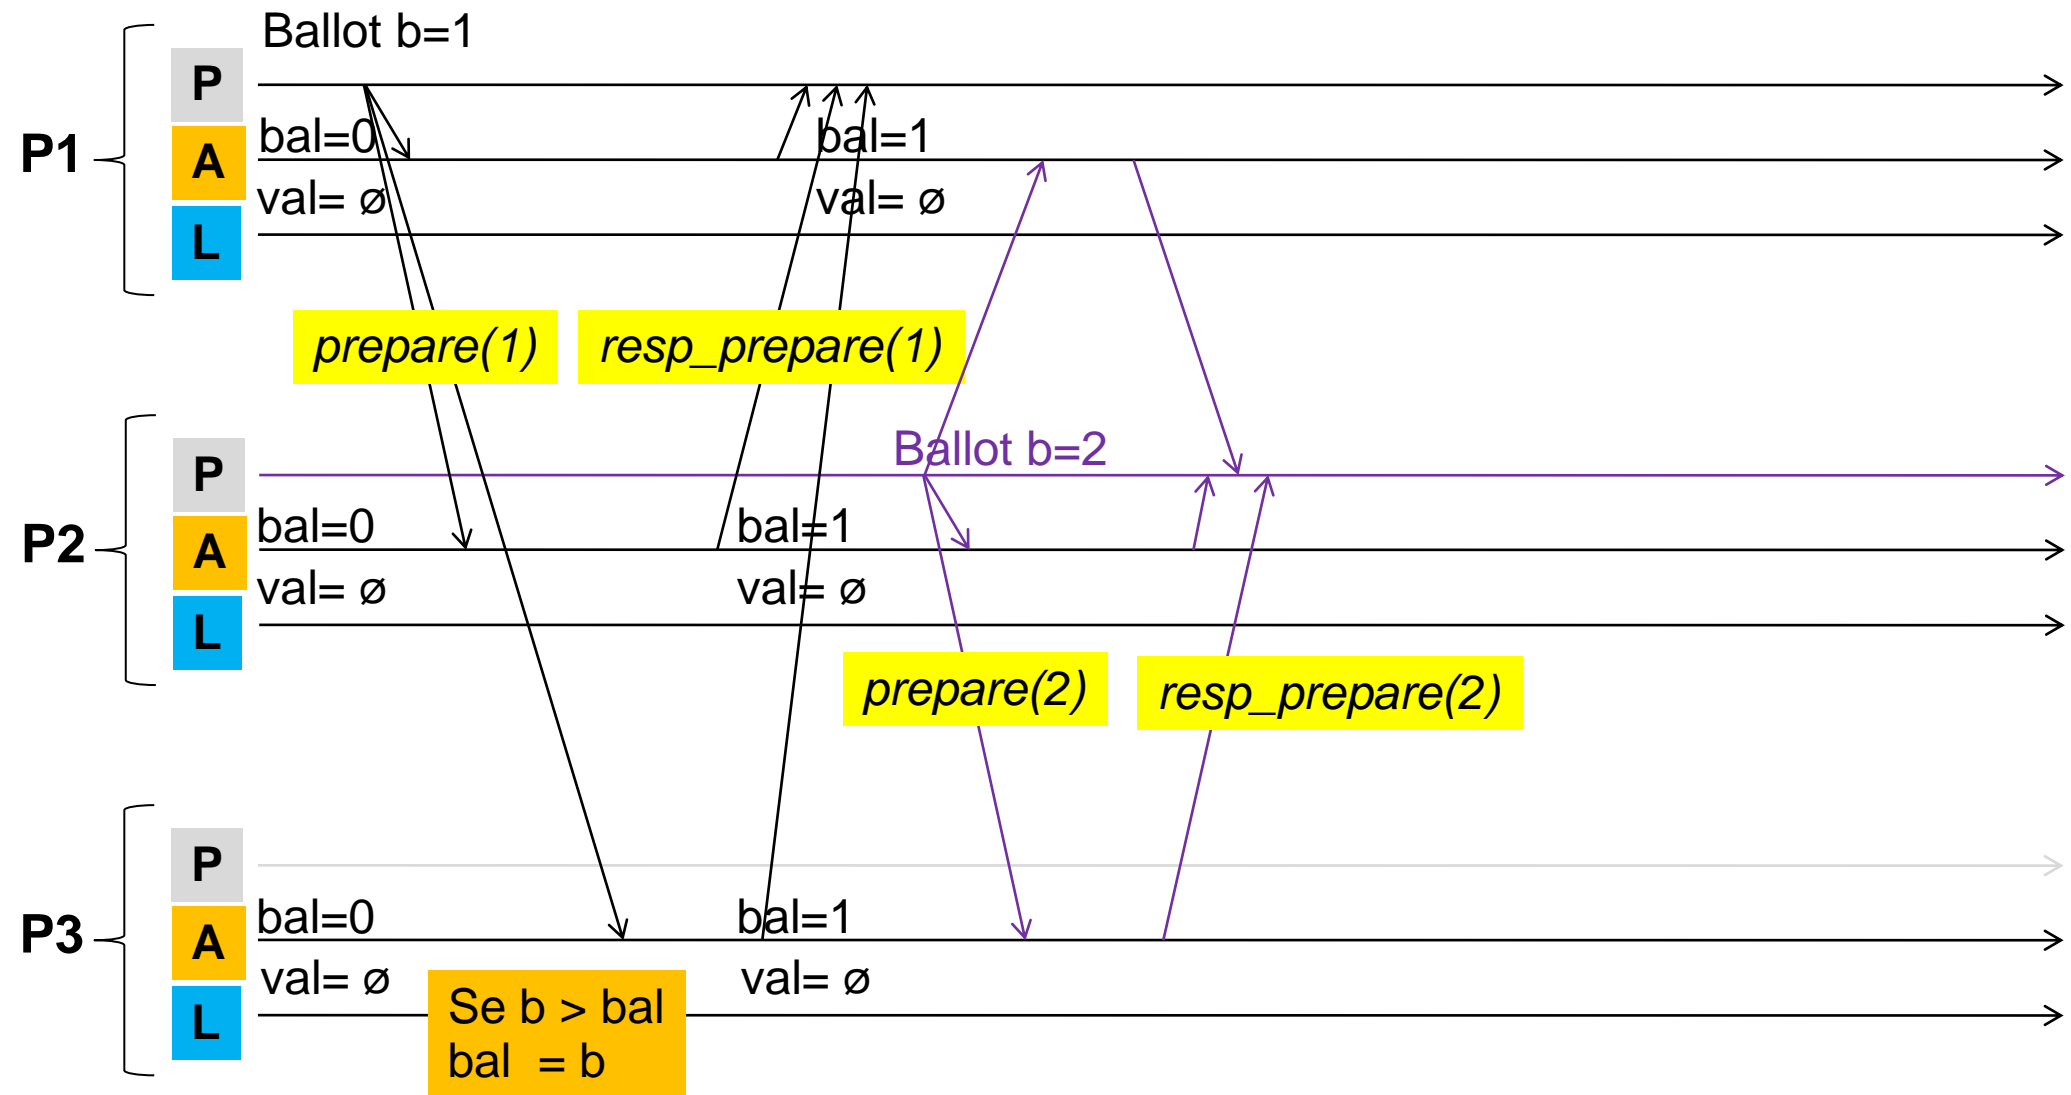 Ballot b=1
P
bal=0
bal=1
P1
A
val= ø
val= ø
L
prepare(1)
resp_prepare(1)
Ballot b=2
P
bal=0
bal=1
P2
A
val= ø
val= ø
L
prepare(2)
resp_prepare(2)
P
bal=0
bal=1
P3
A
val= ø
val= ø
L
Se b > bal
bal = b